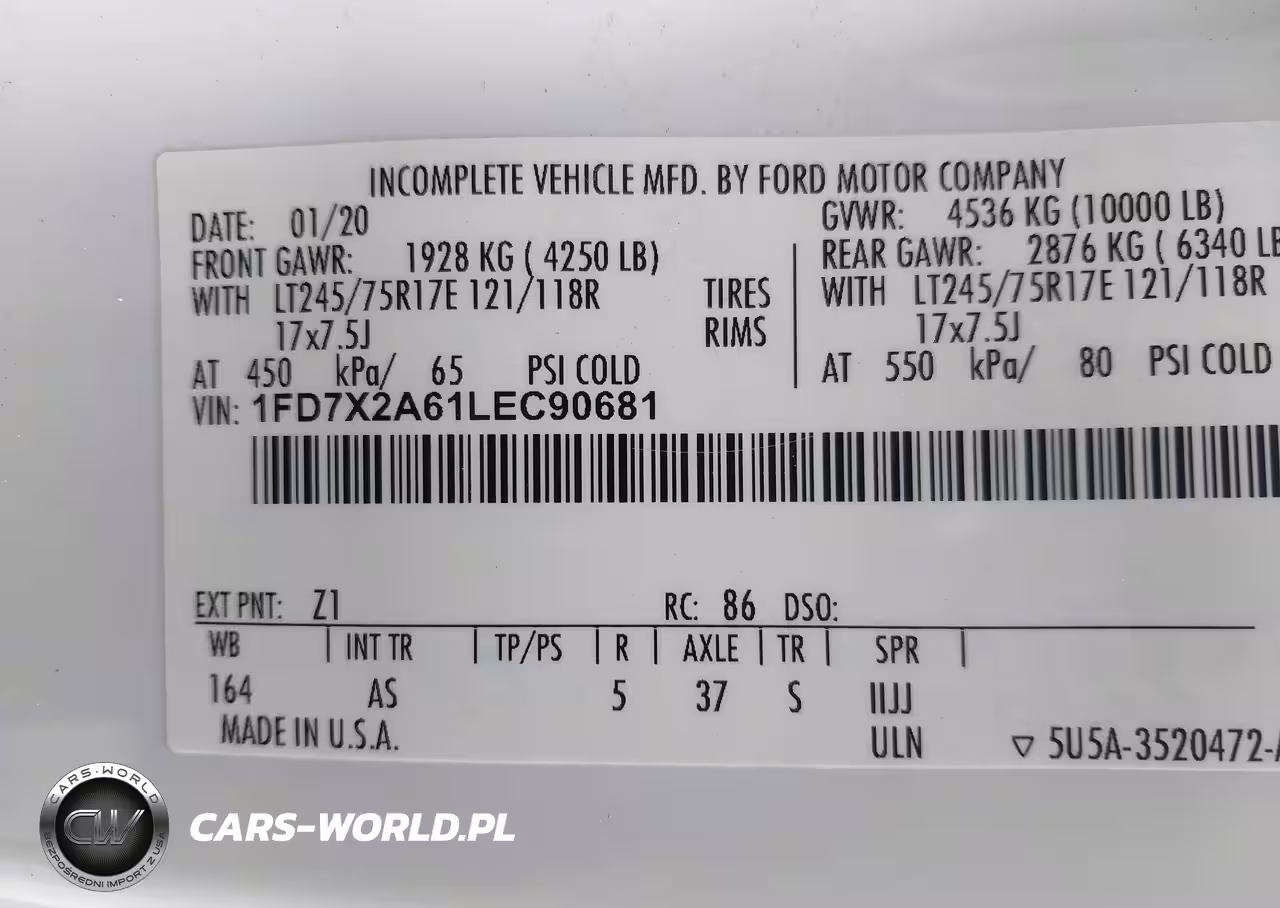 INCOMPLETE VEHICLE MFD. BY FORD MOTOR COMPANY
DATE: 01/20 GVWR: 4536 KG (10000 LB)
FRONT GAWR: 1928 KG ( 4250 LB) REAR GAWR: 2876 KG ( 6340 LB
WITH LT245/75R17E 121/118R TIRES WITH LT245/75R17E 121/118R
17x7.5J RIMS 17x7.5J
AT 450 kPa/ 65 PSI COLD AT 550 kPa/ 80 PSI COLD
VIN: 1FD7X2A61LEC90681
EXT PNT: Z1 RC: 86 DSO:
WB INT TR TP/PS R AXLE TR SPR
164 AS 5 37 S IIJJ
MADE IN U.S.A. ULN ▽ 5U5A-3520472-A
CARS-WORLD
CW
BEZPOŚREDNI IMPORT Z USA
CARS-WORLD.PL